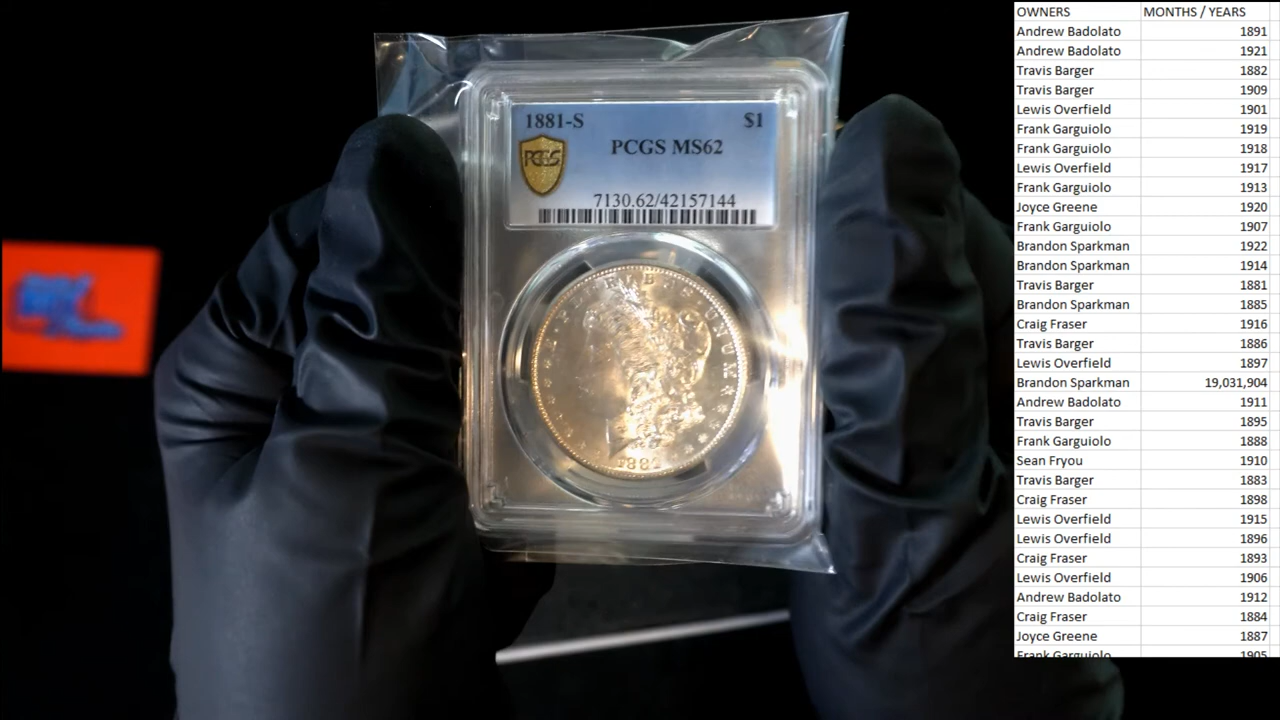 1881-S $1
PCGS MS62
PCGS
7130.62/42157144
1881
OWNERS MONTHS / YEARS
Andrew Badolato 1891
Andrew Badolato 1921
Travis Barger 1882
Travis Barger 1909
Lewis Overfield 1901
Frank Garguiolo 1919
Frank Garguiolo 1918
Lewis Overfield 1917
Frank Garguiolo 1913
Joyce Greene 1920
Frank Garguiolo 1907
Brandon Sparkman 1922
Brandon Sparkman 1914
Travis Barger 1881
Brandon Sparkman 1885
Craig Fraser 1916
Travis Barger 1886
Lewis Overfield 1897
Brandon Sparkman 19,031,904
Andrew Badolato 1911
Travis Barger 1895
Frank Garguiolo 1888
Sean Fryou 1910
Travis Barger 1883
Craig Fraser 1898
Lewis Overfield 1915
Lewis Overfield 1896
Craig Fraser 1893
Lewis Overfield 1906
Andrew Badolato 1912
Craig Fraser 1884
Joyce Greene 1887
Frank Garguiolo 1905